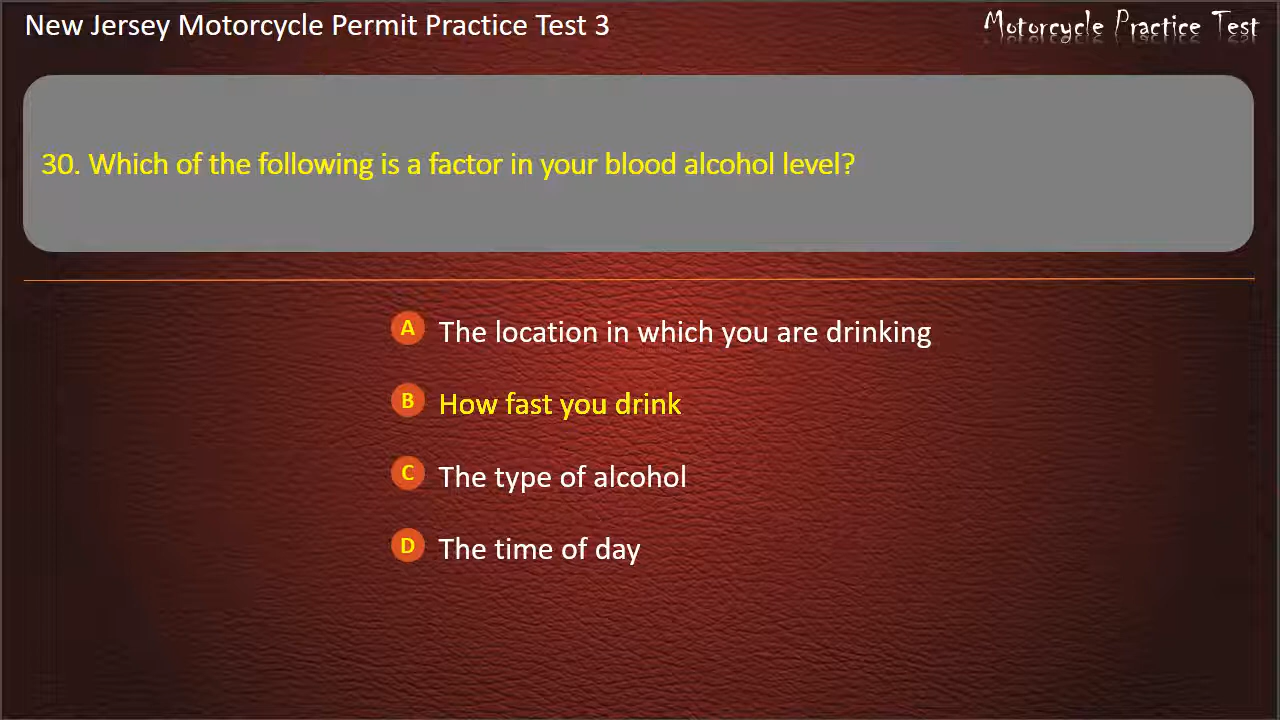 New Jersey Motorcycle Permit Practice Test 3
Motorcycle Practice Test
30. Which of the following is a factor in your blood alcohol level?
A The location in which you are drinking
B How fast you drink
C The type of alcohol
D The time of day